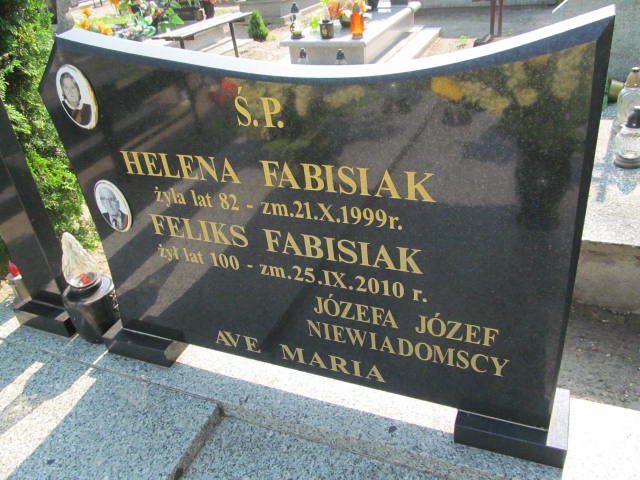 Ś.P.
HELENA FABISIAK
żyła lat 82 - zm.21.X.1999r.
FELIKS FABISIAK
żył lat 100 - zm.25.IX.2010 r.
JÓZEFA JÓZEF
NIEWIADOMSCY
AVE MARIA